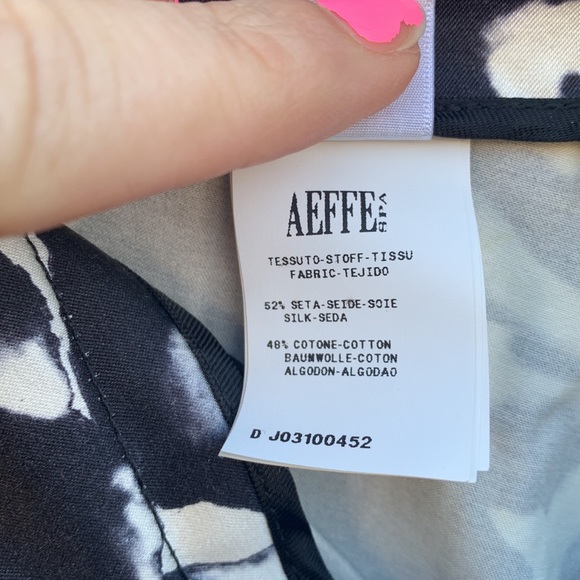 AEFFE SPA
TESSUTO-STOFF-TISSU
FABRIC-TEJIDO
52% SETA-SEIDE-SOIE
SILK-SEDA
48% COTONE-COTTON
BAUMWOLLE-COTON
ALGODON-ALGODAO
D J03100452